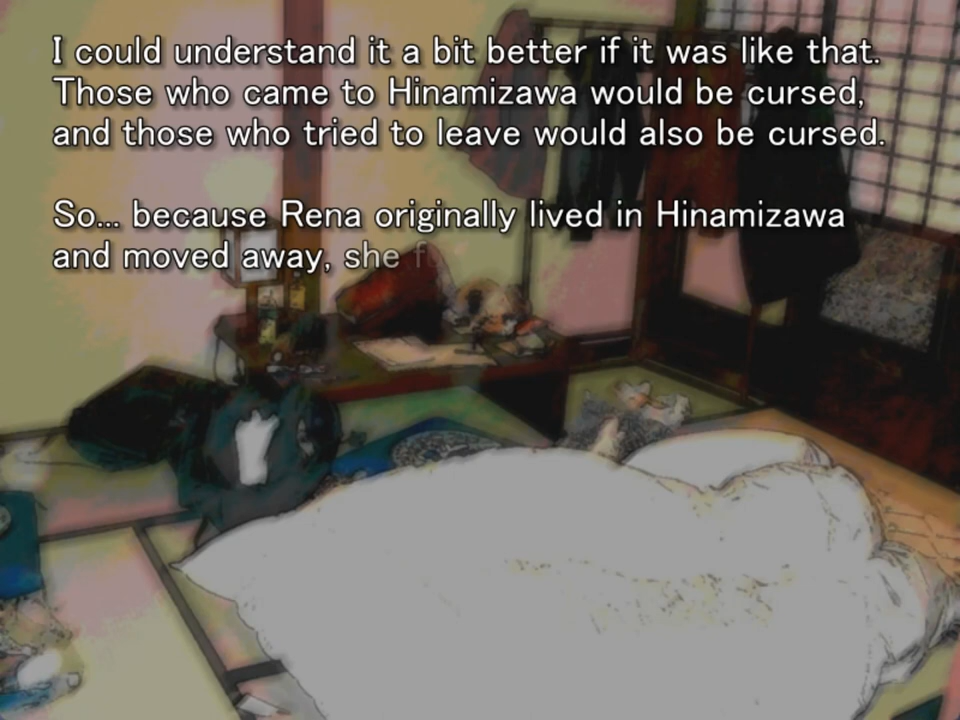 I could understand it a bit better if it was like that.
Those who came to Hinamizawa would be cursed,
and those who tried to leave would also be cursed.
So... because Rena originally lived in Hinamizawa
and moved away, she